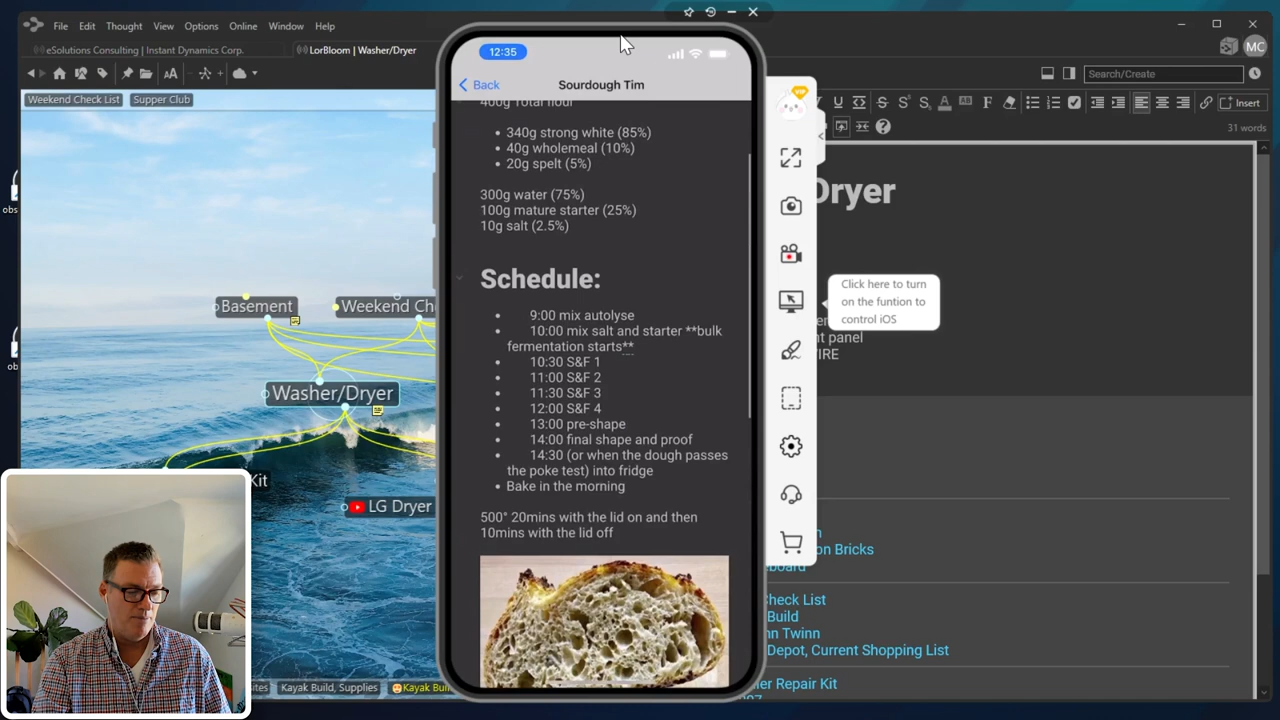 File Edit Thought View Options Online Window Help
eSolutions Consulting | Instant Dynamics Corp.
LorBloom | Washer/Dryer
MC
Search/Create
Insert
31 words
Weekend Check List
Supper Club
12:35
Back
Sourdough Tim
400g Total flour
• 340g strong white (85%)
• 40g wholemeal (10%)
• 20g spelt (5%)
300g water (75%)
100g mature starter (25%)
10g salt (2.5%)
Schedule:
• 9:00 mix autolyse
• 10:00 mix salt and starter **bulk
fermentation starts**
• 10:30 S&F 1
• 11:00 S&F 2
• 11:30 S&F 3
• 12:00 S&F 4
• 13:00 pre-shape
• 14:00 final shape and proof
• 14:30 (or when the dough passes
the poke test) into fridge
• Bake in the morning
500° 20mins with the lid on and then
10mins with the lid off
VIP
Click here to turn
on the funtion to
control iOS
Basement
Weekend Ch
Washer/Dryer
Kit
LG Dryer
Kayak Build, Supplies
Kayak Bui
obs
ob
Dryer
nt panel
IRE
on Bricks
Check List
Build
nn Twinn
Depot, Current Shopping List
er Repair Kit